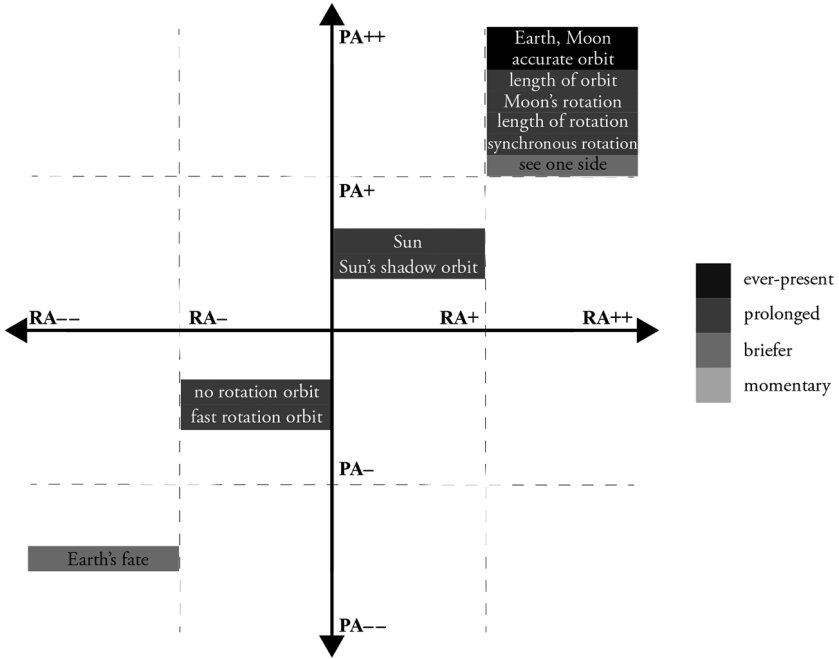 PA++
Earth, Moon
accurate orbit
length of orbit
Moon's rotation
length of rotation
synchronous rotation
see one side
PA+
Sun
Sun's shadow orbit
RA−−
RA−
RA+
RA++
no rotation orbit
fast rotation orbit
PA−
Earth's fate
PA−−
ever-present
prolonged
briefer
momentary